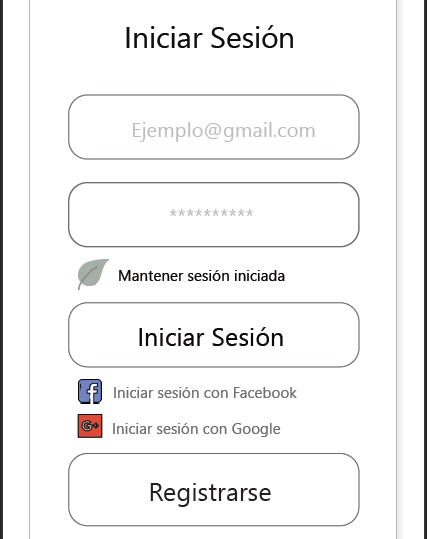 Iniciar Sesión
Ejemplo@gmail.com
**********
Mantener sesión iniciada
Iniciar Sesión
f Iniciar sesión con Facebook
G+ Iniciar sesión con Google
Registrarse